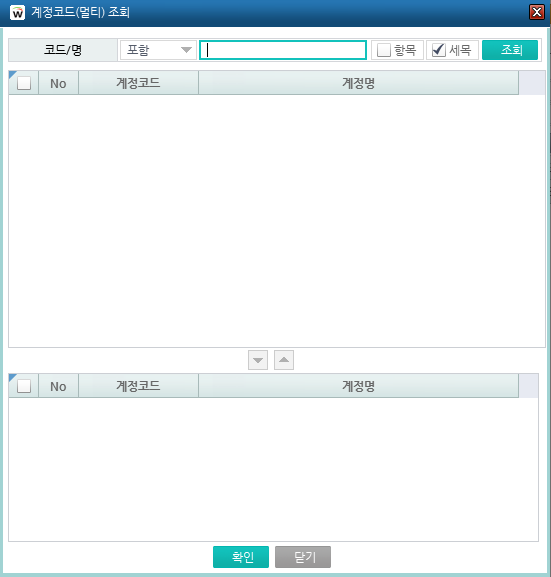 W 계정코드(멀티) 조회
코드/명 포함 항목 세목 조회
No 계정코드 계정명
No 계정코드 계정명
확인 닫기